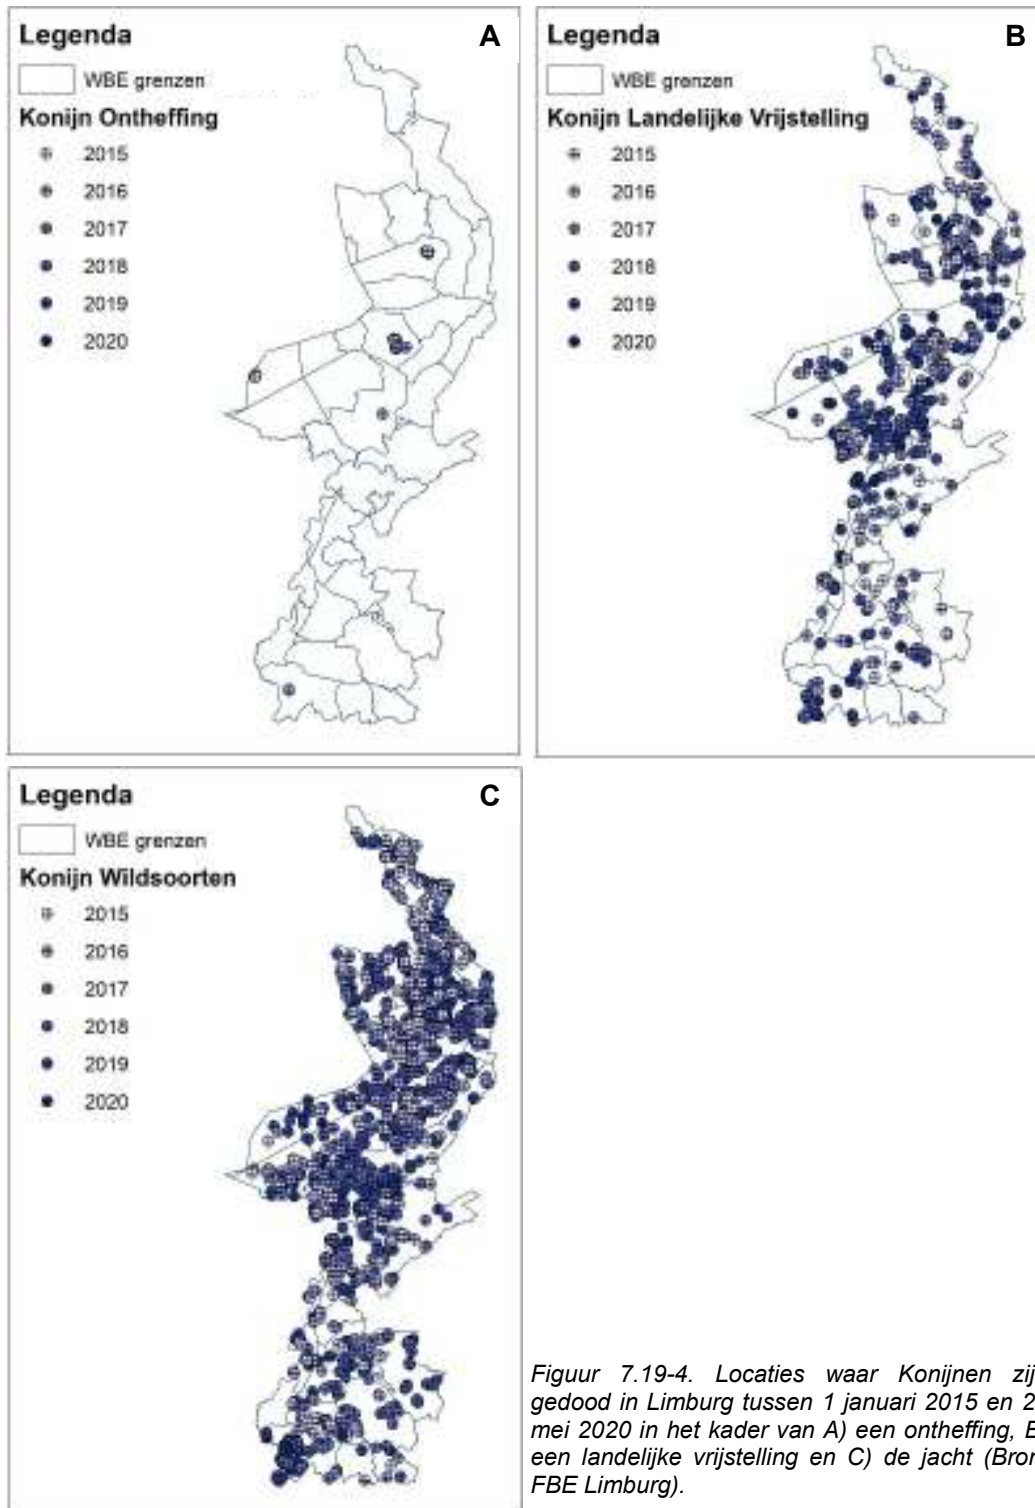 Legenda
A
WBE grenzen
Konijn Ontheffing
2015
2016
2017
2018
2019
2020
Legenda
B
WBE grenzen
Konijn Landelijke Vrijstelling
2015
2016
2017
2018
2019
2020
Legenda
C
WBE grenzen
Konijn Wildsoorten
2015
2016
2017
2018
2019
2020
Figuur 7.19-4. Locaties waar Konijnen zij
gedood in Limburg tussen 1 januari 2015 en 2
mei 2020 in het kader van A) een ontheffing, B
een landelijke vrijstelling en C) de jacht (Bron
FBE Limburg).